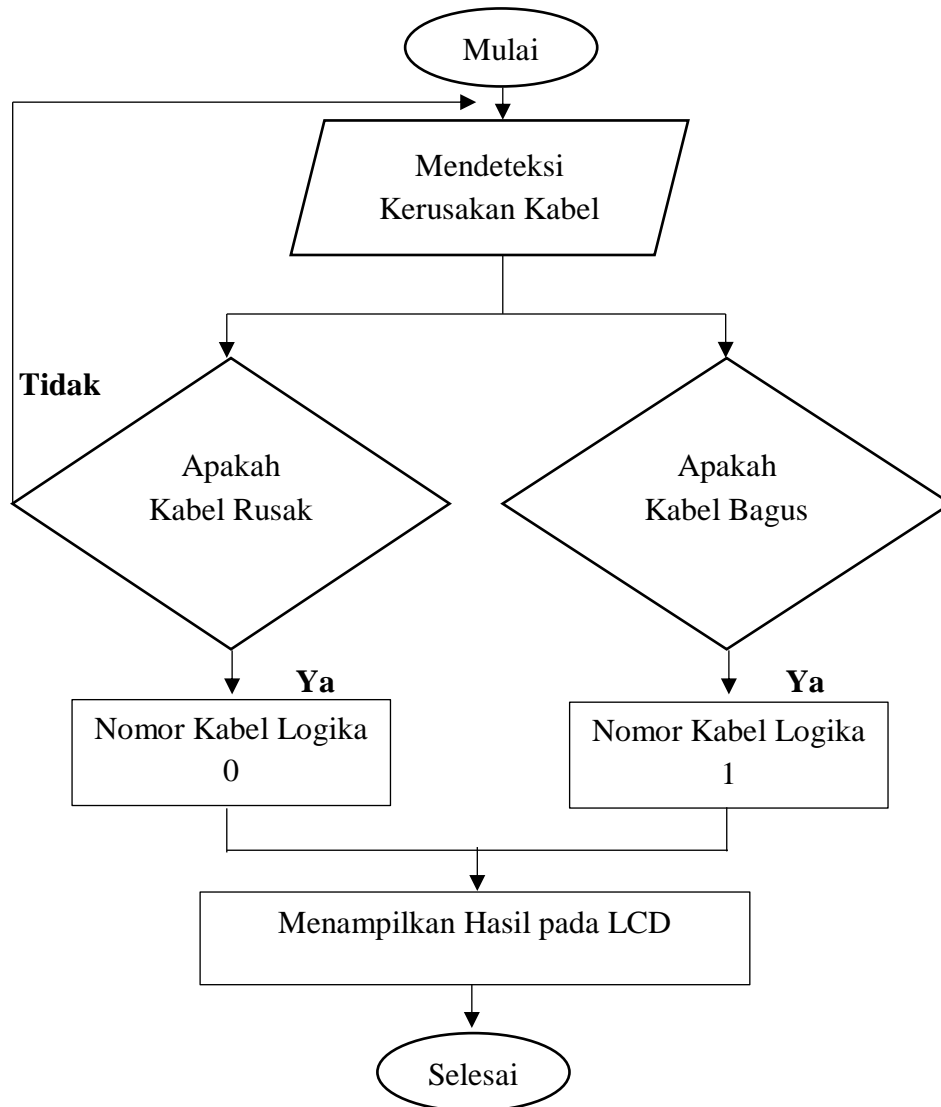 Mulai
Mendeteksi
Kerusakan Kabel
Tidak
Apakah
Kabel Rusak
Apakah
Kabel Bagus
Ya
Ya
Nomor Kabel Logika
0
Nomor Kabel Logika
1
Menampilkan Hasil pada LCD
Selesai